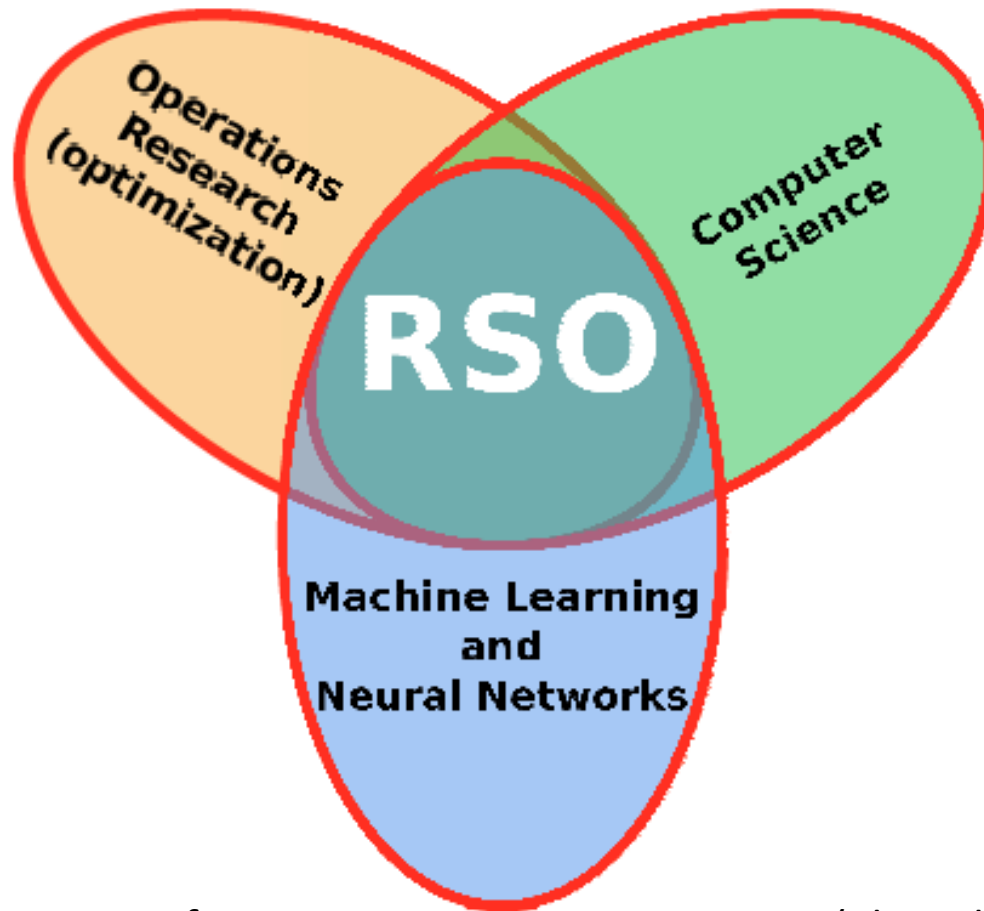 Operations
Research
(optimization)
Computer
Science
RSO
Machine Learning
and
Neural Networks